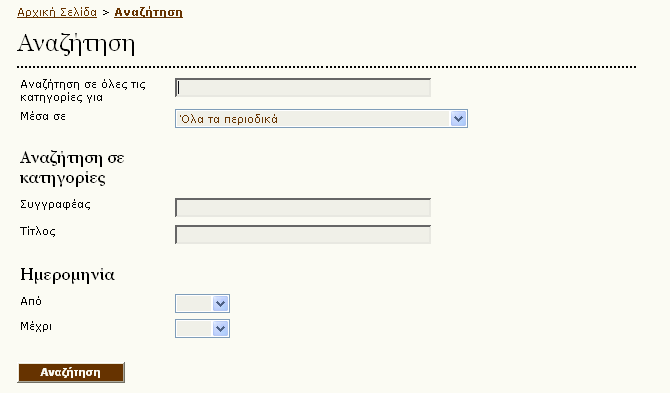 Αρχική Σελίδα > Αναζήτηση
Αναζήτηση
Αναζήτηση σε όλες τις
κατηγορίες για
Μέσα σε
Όλα τα περιοδικά
Αναζήτηση σε
κατηγορίες
Συγγραφέας
Τίτλος
Ημερομηνία
Από
Μέχρι
Αναζήτηση